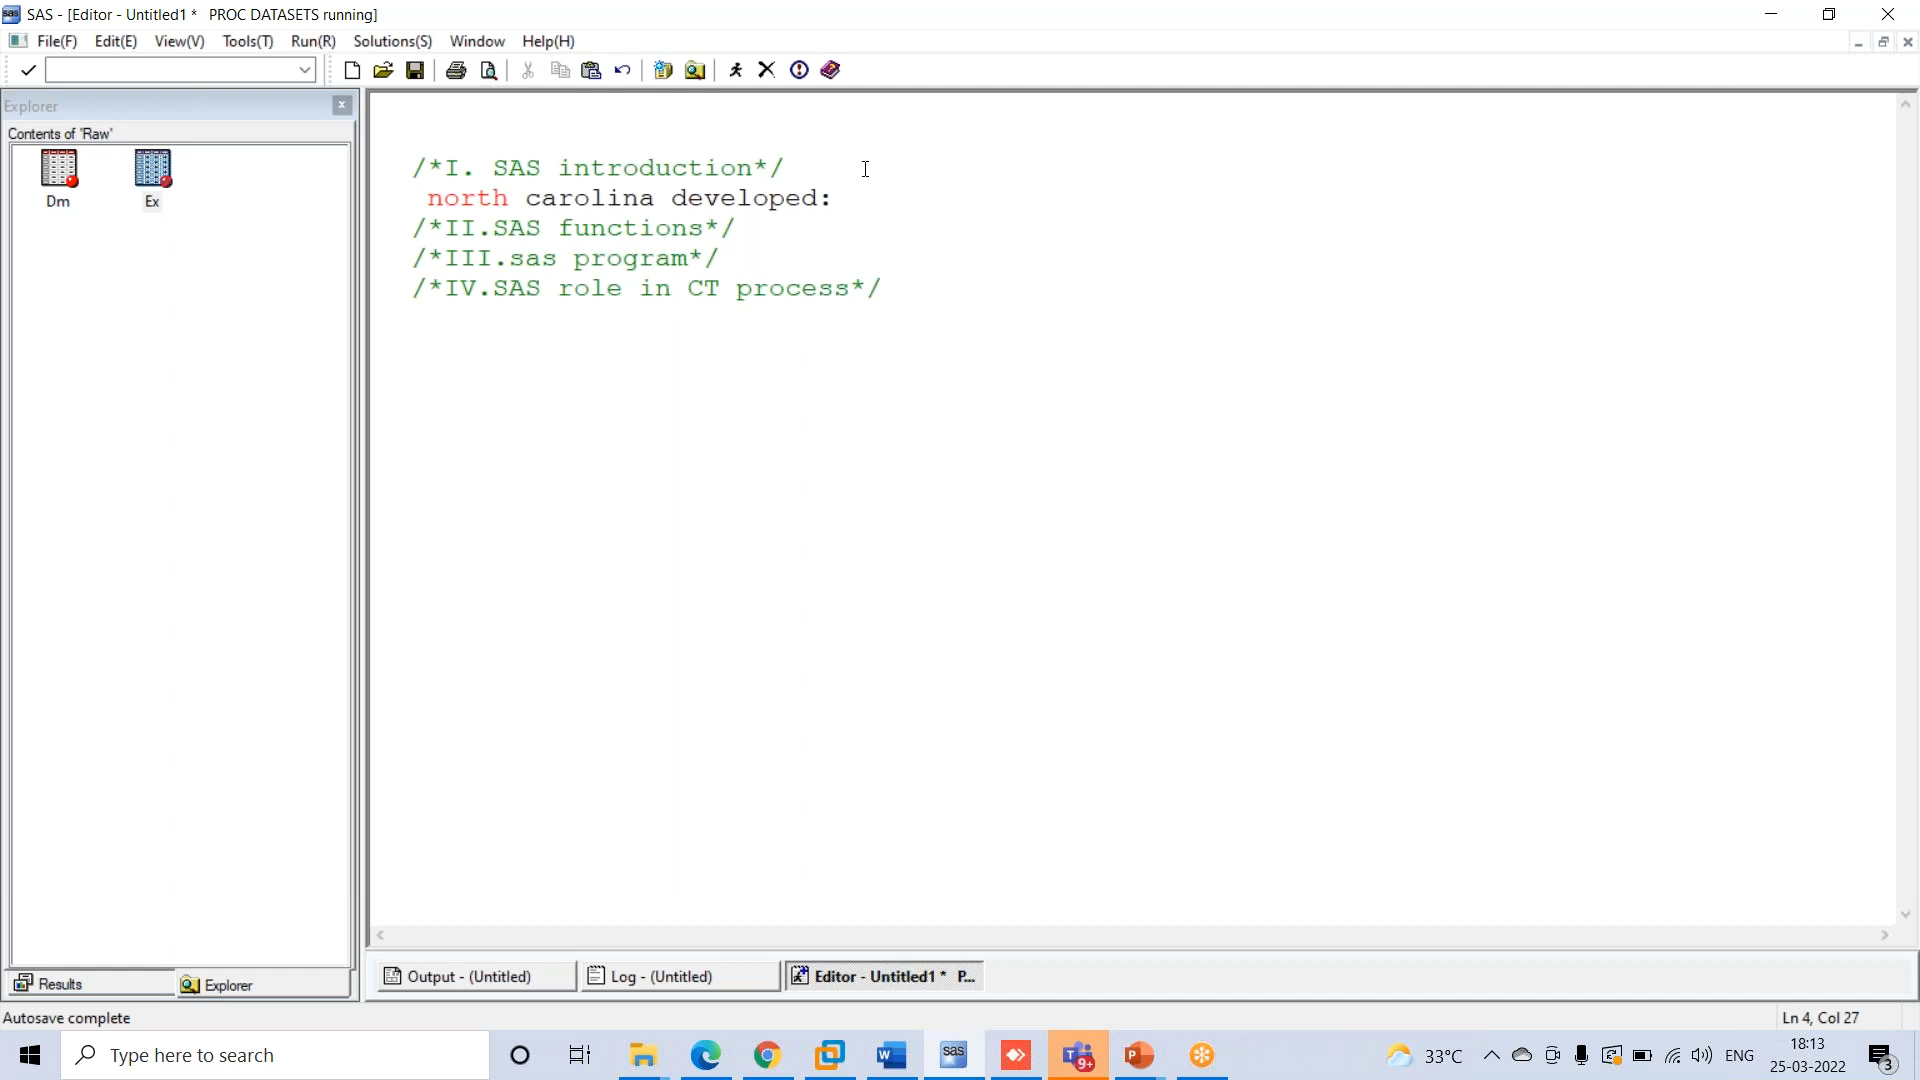 SAS - [Editor - Untitled1 * PROC DATASETS running]
File(F) Edit(E) View(V) Tools(T) Run(R) Solutions(S) Window Help(H)
Explorer
Contents of 'Raw'
Dm Ex
/*I. SAS introduction*/
north carolina developed:
/*II.SAS functions*/
/*III.sas program*/
/*IV.SAS role in CT process*/
Results Explorer
Output - (Untitled) Log - (Untitled) Editor - Untitled1 * P...
Autosave complete
Ln 4, Col 27
Type here to search
sas
9+
33°C
ENG
18:13
25-03-2022
3